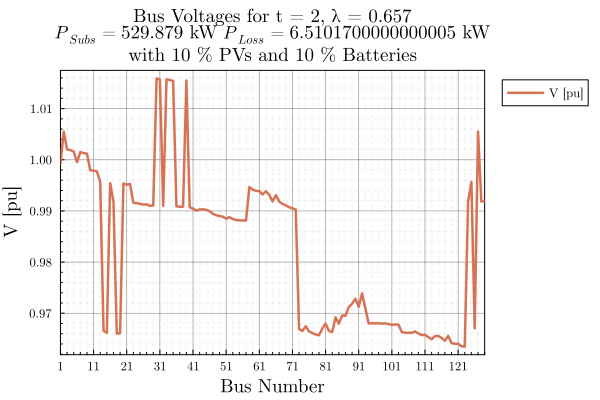 Bus Voltages for t = 2, λ = 0.657
P_Subs = 529.879 kW P_Loss = 6.5101700000000005 kW
with 10 % PVs and 10 % Batteries
V [pu]
1.01
1.00
0.99
0.98
0.97
V [pu]
1 11 21 31 41 51 61 71 81 91 101 111 121
Bus Number